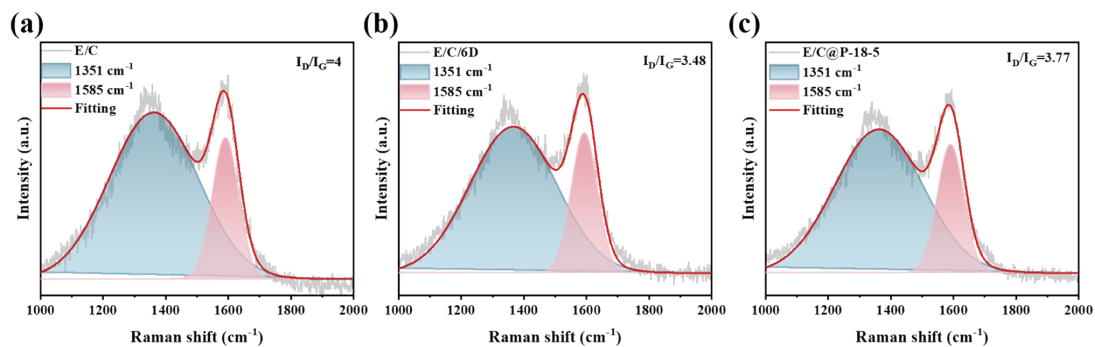 (a)
E/C
1351 cm⁻¹
1585 cm⁻¹
Fitting
I_D/I_G=4
Intensity (a.u.)
1000 1200 1400 1600 1800 2000
Raman shift (cm⁻¹)
(b)
E/C/6D
1351 cm⁻¹
1585 cm⁻¹
Fitting
I_D/I_G=3.48
Intensity (a.u.)
1000 1200 1400 1600 1800 2000
Raman shift (cm⁻¹)
(c)
E/C@P-18-5
1351 cm⁻¹
1585 cm⁻¹
Fitting
I_D/I_G=3.77
Intensity (a.u.)
1000 1200 1400 1600 1800 2000
Raman shift (cm⁻¹)